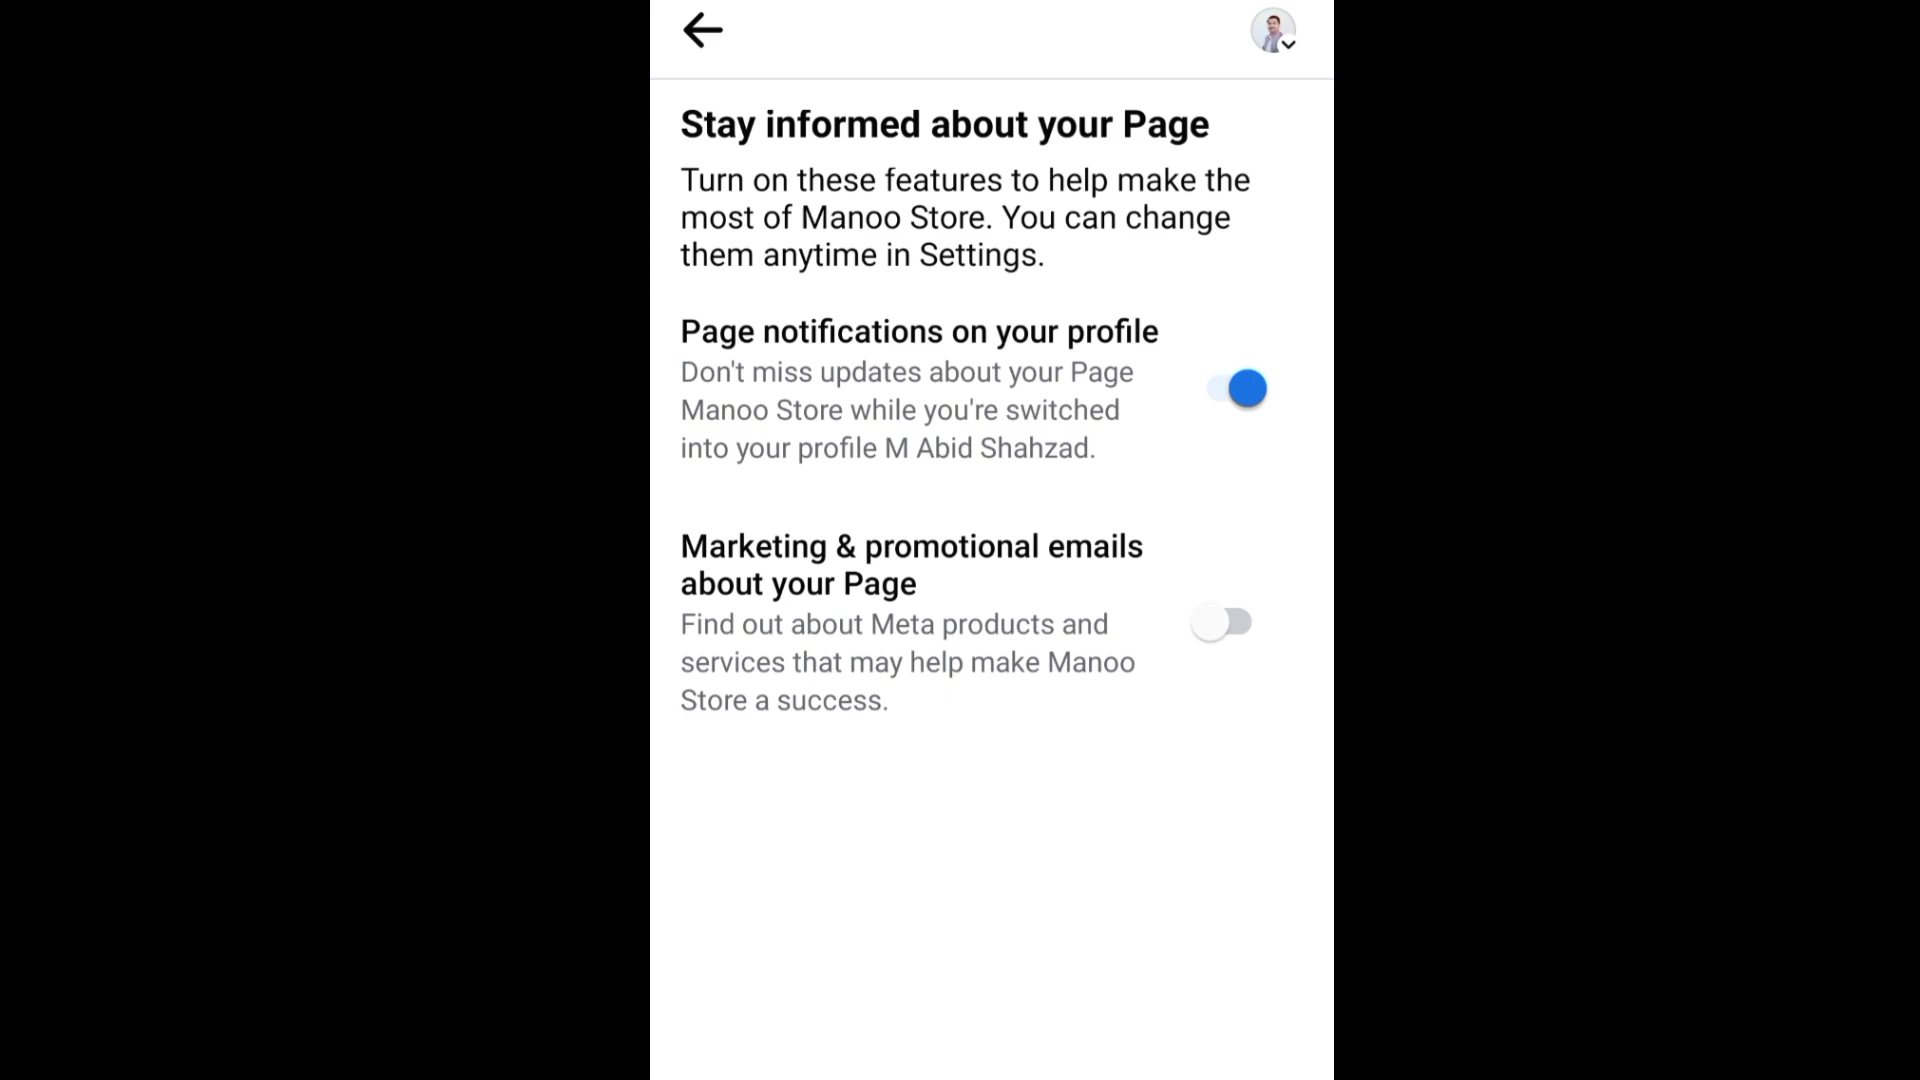 Stay informed about your Page
Turn on these features to help make the
most of Manoo Store. You can change
them anytime in Settings.
Page notifications on your profile
Don't miss updates about your Page
Manoo Store while you're switched
into your profile M Abid Shahzad.
Marketing & promotional emails
about your Page
Find out about Meta products and
services that may help make Manoo
Store a success.